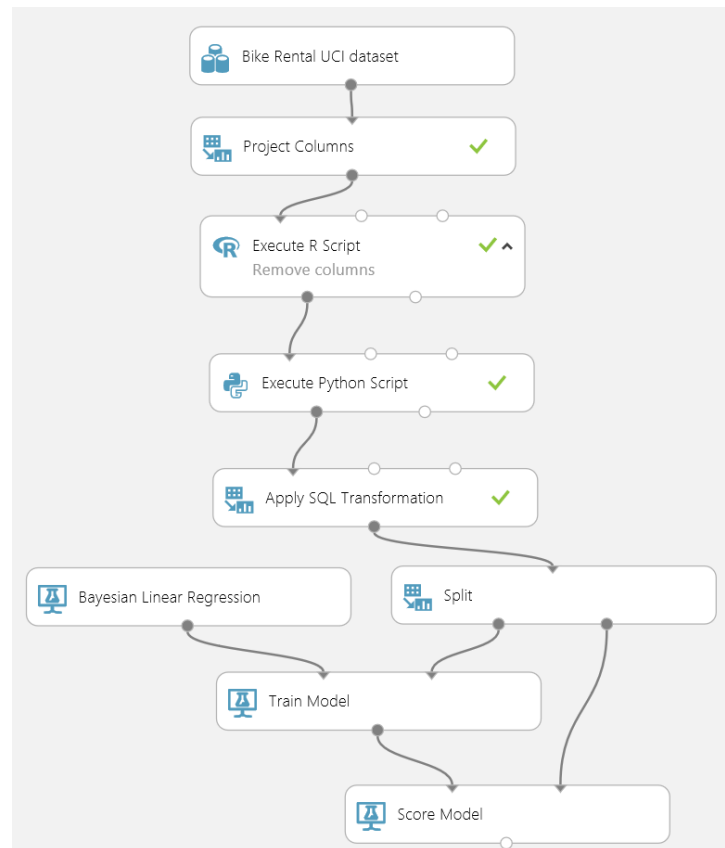 Bike Rental UCI dataset
Project Columns
Execute R Script
Remove columns
Execute Python Script
Apply SQL Transformation
Bayesian Linear Regression
Split
Train Model
Score Model